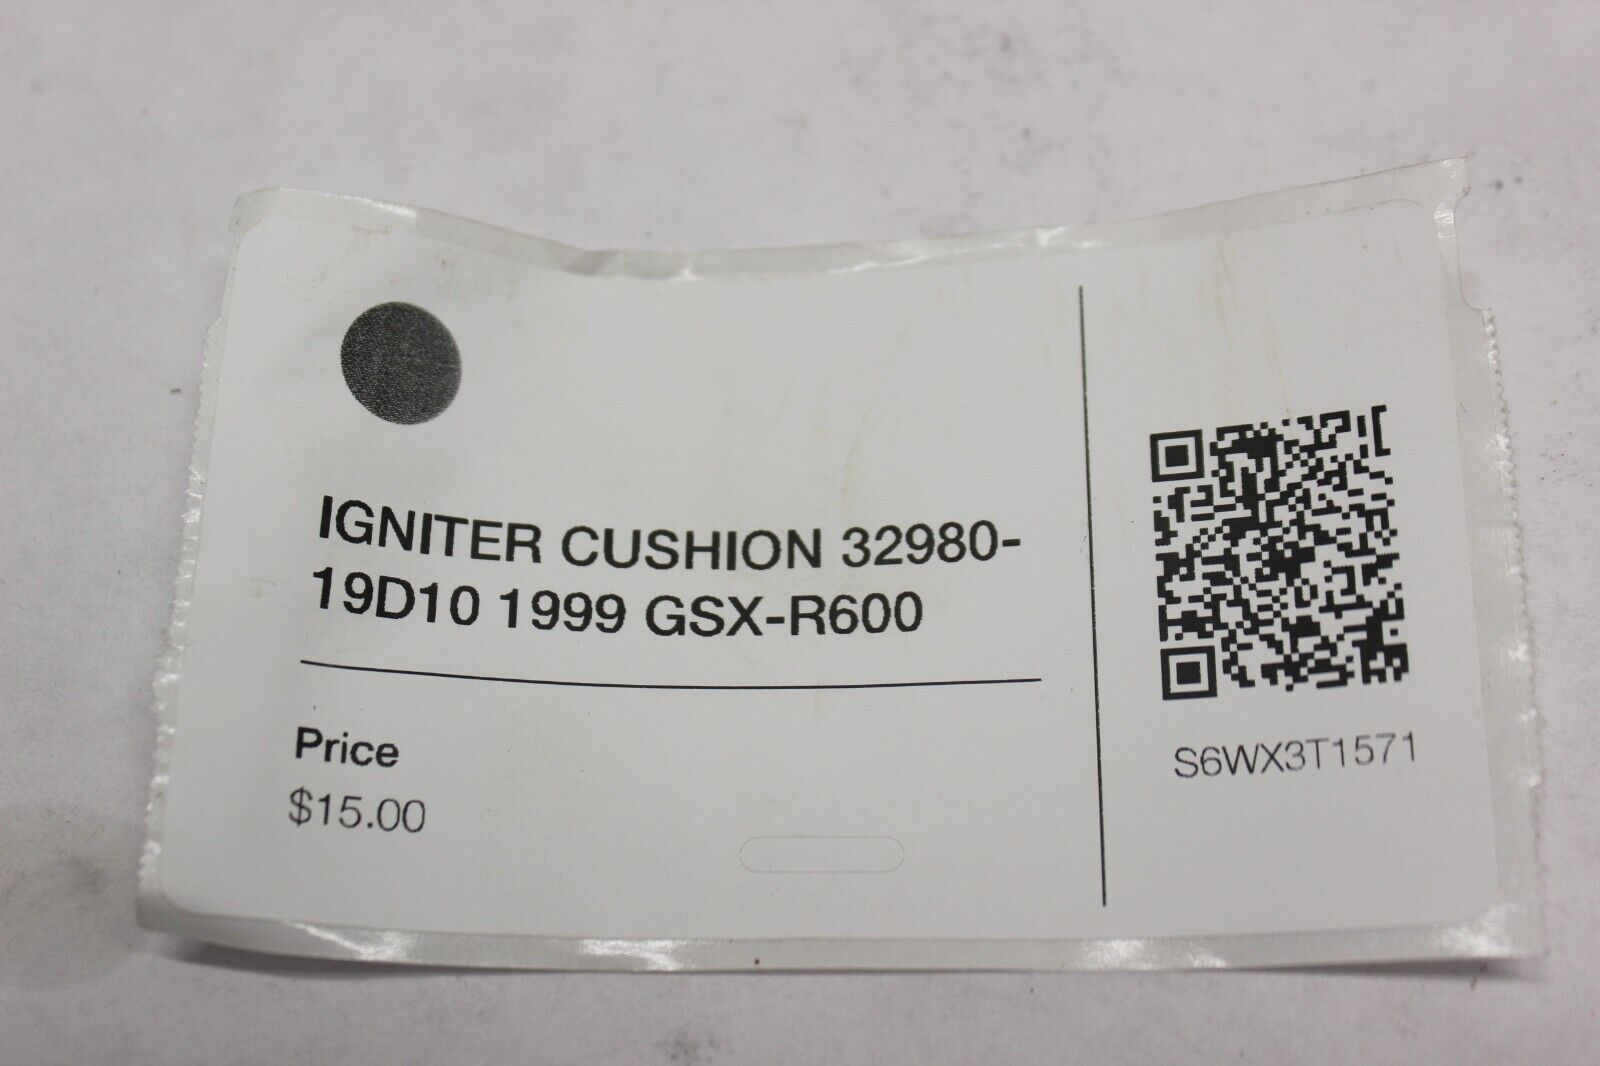 IGNITER CUSHION 32980-
19D10 1999 GSX-R600
Price
$15.00
S6WX3T1571